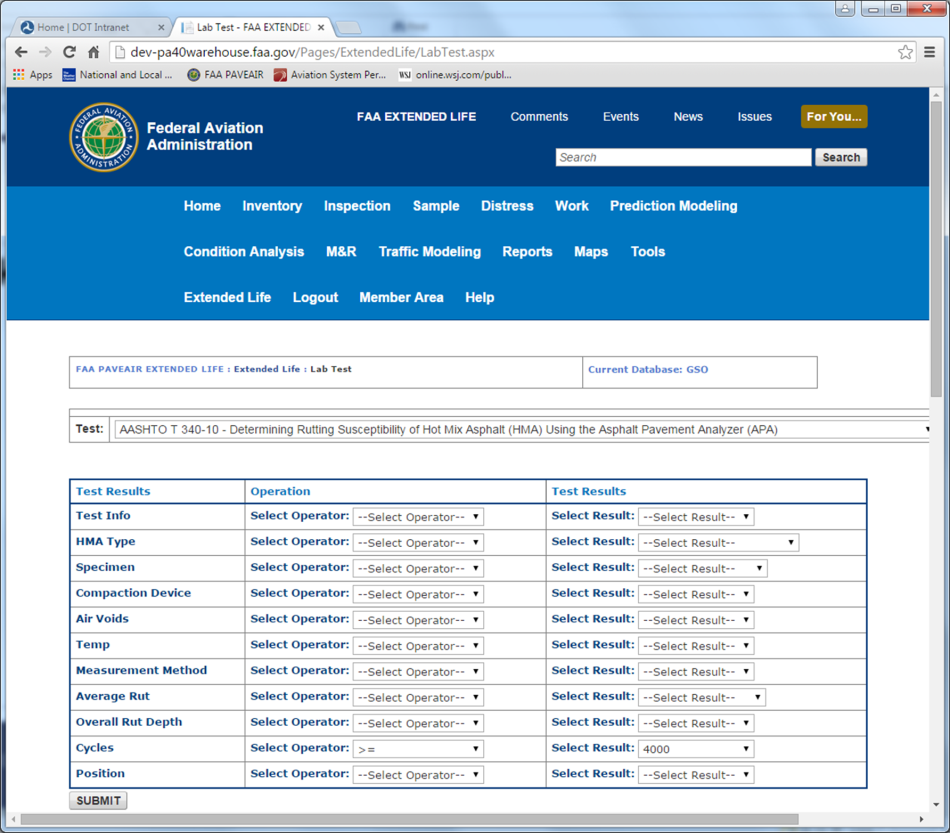 Home | DOT Intranet
Lab Test - FAA EXTENDED
dev-pa40warehouse.faa.gov/Pages/ExtendedLife/LabTest.aspx
Apps National and Local ... FAA PAVEAIR Aviation System Per... WSJ online.wsj.com/publ...
FEDERAL AVIATION ADMINISTRATION
Federal Aviation
Administration
FAA EXTENDED LIFE Comments Events News Issues For You...
Search Search
Home Inventory Inspection Sample Distress Work Prediction Modeling
Condition Analysis M&R Traffic Modeling Reports Maps Tools
Extended Life Logout Member Area Help
FAA PAVEAIR EXTENDED LIFE : Extended Life : Lab Test Current Database: GSO
Test: AASHTO T 340-10 - Determining Rutting Susceptibility of Hot Mix Asphalt (HMA) Using the Asphalt Pavement Analyzer (APA)
Test Results Operation Test Results
Test Info Select Operator: --Select Operator-- Select Result: --Select Result--
HMA Type Select Operator: --Select Operator-- Select Result: --Select Result--
Specimen Select Operator: --Select Operator-- Select Result: --Select Result--
Compaction Device Select Operator: --Select Operator-- Select Result: --Select Result--
Air Voids Select Operator: --Select Operator-- Select Result: --Select Result--
Temp Select Operator: --Select Operator-- Select Result: --Select Result--
Measurement Method Select Operator: --Select Operator-- Select Result: --Select Result--
Average Rut Select Operator: --Select Operator-- Select Result: --Select Result--
Overall Rut Depth Select Operator: --Select Operator-- Select Result: --Select Result--
Cycles Select Operator: >= Select Result: 4000
Position Select Operator: --Select Operator-- Select Result: --Select Result--
SUBMIT